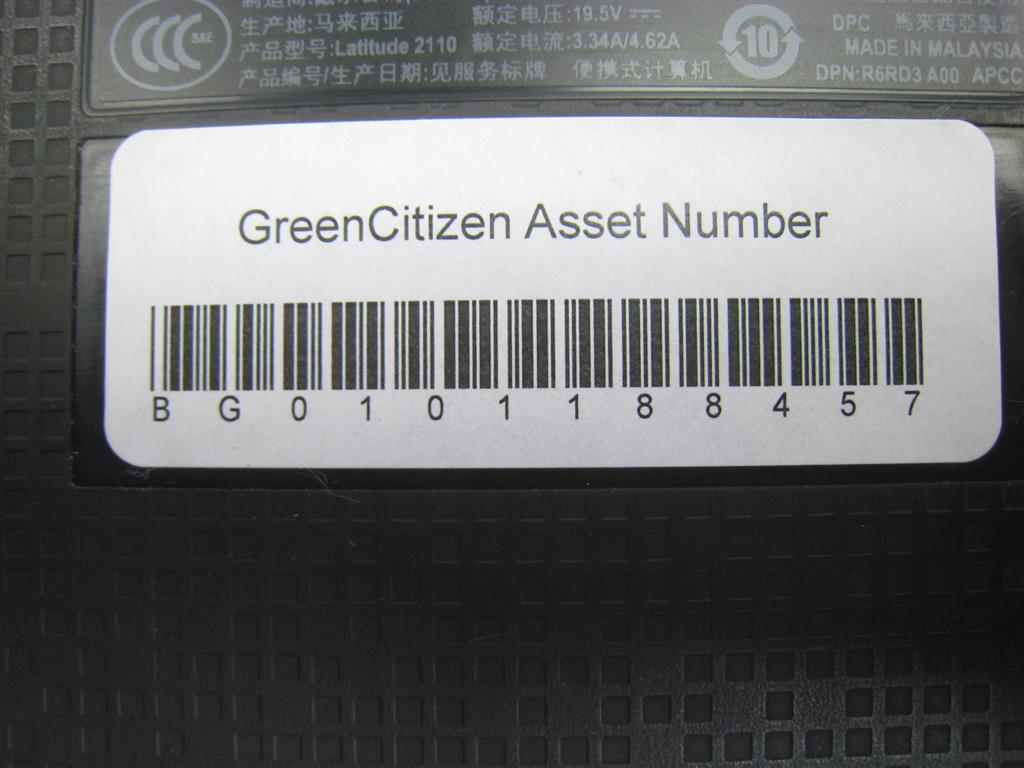 S&E
生产地:马来西亚
产品型号:Latitude 2110
产品编号/生产日期:见服务标牌
额定电压:19.5V
额定电流:3.34A/4.62A
便携式计算机
10
DPC 馬來西亞製造
MADE IN MALAYSIA
DPN:R6RD3 A00 APCC
GreenCitizen Asset Number
BG0101188457